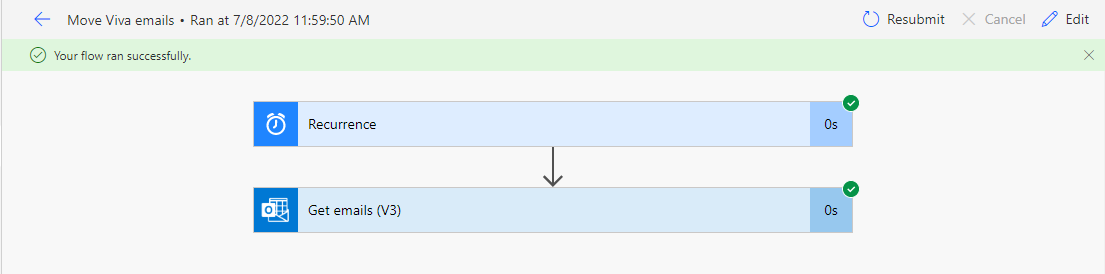 Move Viva emails • Ran at 7/8/2022 11:59:50 AM
Resubmit
Cancel
Edit
Your flow ran successfully.
Recurrence
0s
Get emails (V3)
0s